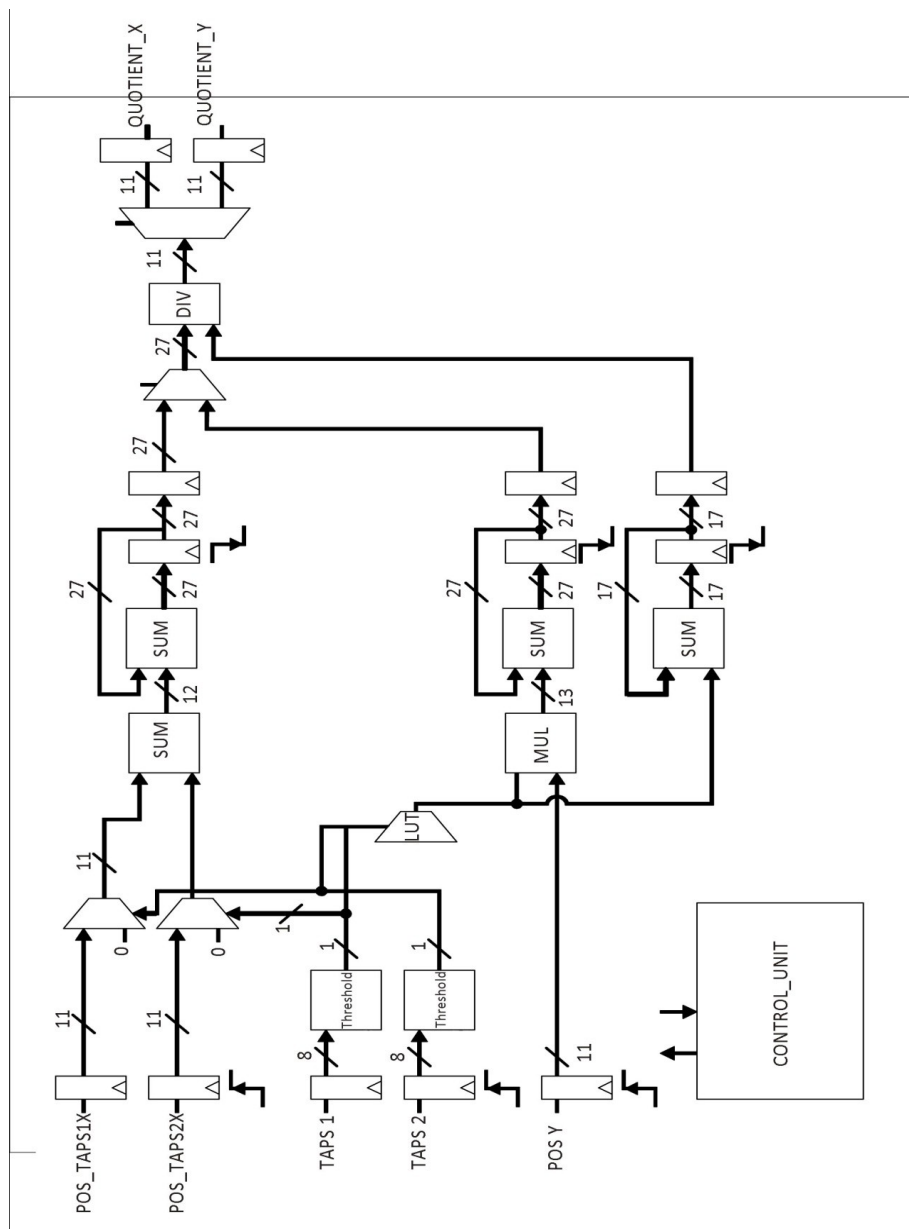 POS_TAPS1X
POS_TAPS2X
TAPS 1
TAPS 2
POS Y
11
11
8
8
11
Threshold
Threshold
1
1
1
0
0
11
LUT
CONTROL_UNIT
SUM
MUL
12
13
SUM
SUM
SUM
27
27
17
27
27
17
27
27
17
27
27
DIV
11
11
11
QUOTIENT_X
QUOTIENT_Y